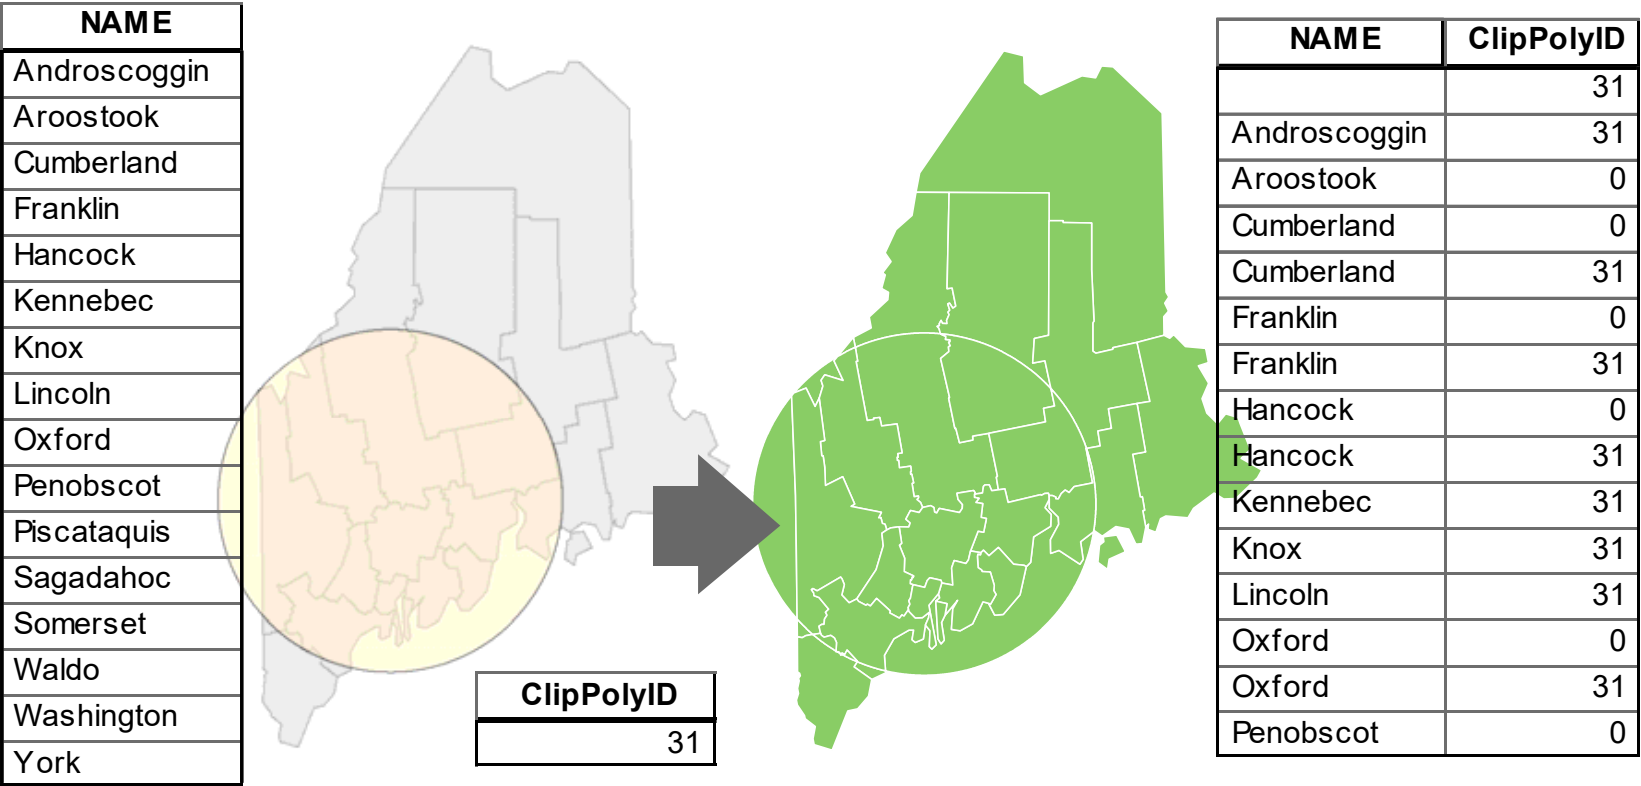 NAME
Androscoggin
Aroostook
Cumberland
Franklin
Hancock
Kennebec
Knox
Lincoln
Oxford
Penobscot
Piscataquis
Sagadahoc
Somerset
Waldo
Washington
York
ClipPolyID
31
NAME ClipPolyID
31
Androscoggin 31
Aroostook 0
Cumberland 0
Cumberland 31
Franklin 0
Franklin 31
Hancock 0
Hancock 31
Kennebec 31
Knox 31
Lincoln 31
Oxford 0
Oxford 31
Penobscot 0